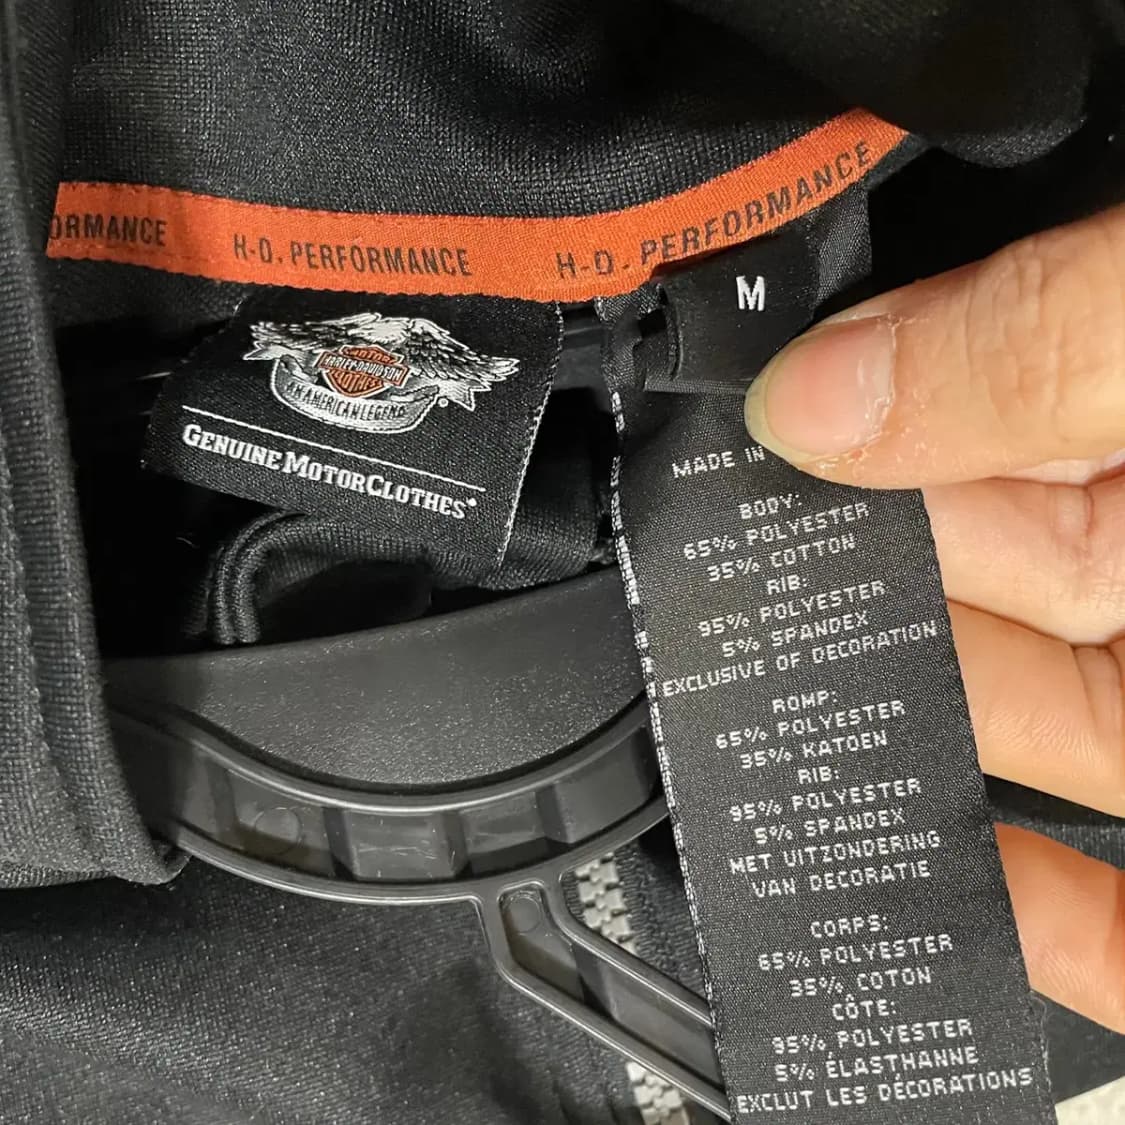 ORMANCE H-D. PERFORMANCE H-D. PERFORMANCE
MOTOR
HARLEY-DAVIDSON
CLOTHES
AN AMERICAN LEGEND
®
GENUINE MOTORCLOTHES®
M
MADE IN
BODY:
65% POLYESTER
35% COTTON
RIB:
95% POLYESTER
5% SPANDEX
EXCLUSIVE OF DECORATION
ROMP:
65% POLYESTER
35% KATOEN
RIB:
95% POLYESTER
5% SPANDEX
MET UITZONDERING
VAN DECORATIE
CORPS:
65% POLYESTER
35% COTON
CÔTE:
95% POLYESTER
5% ÉLASTHANNE
EXCLUT LES DÉCORATIONS